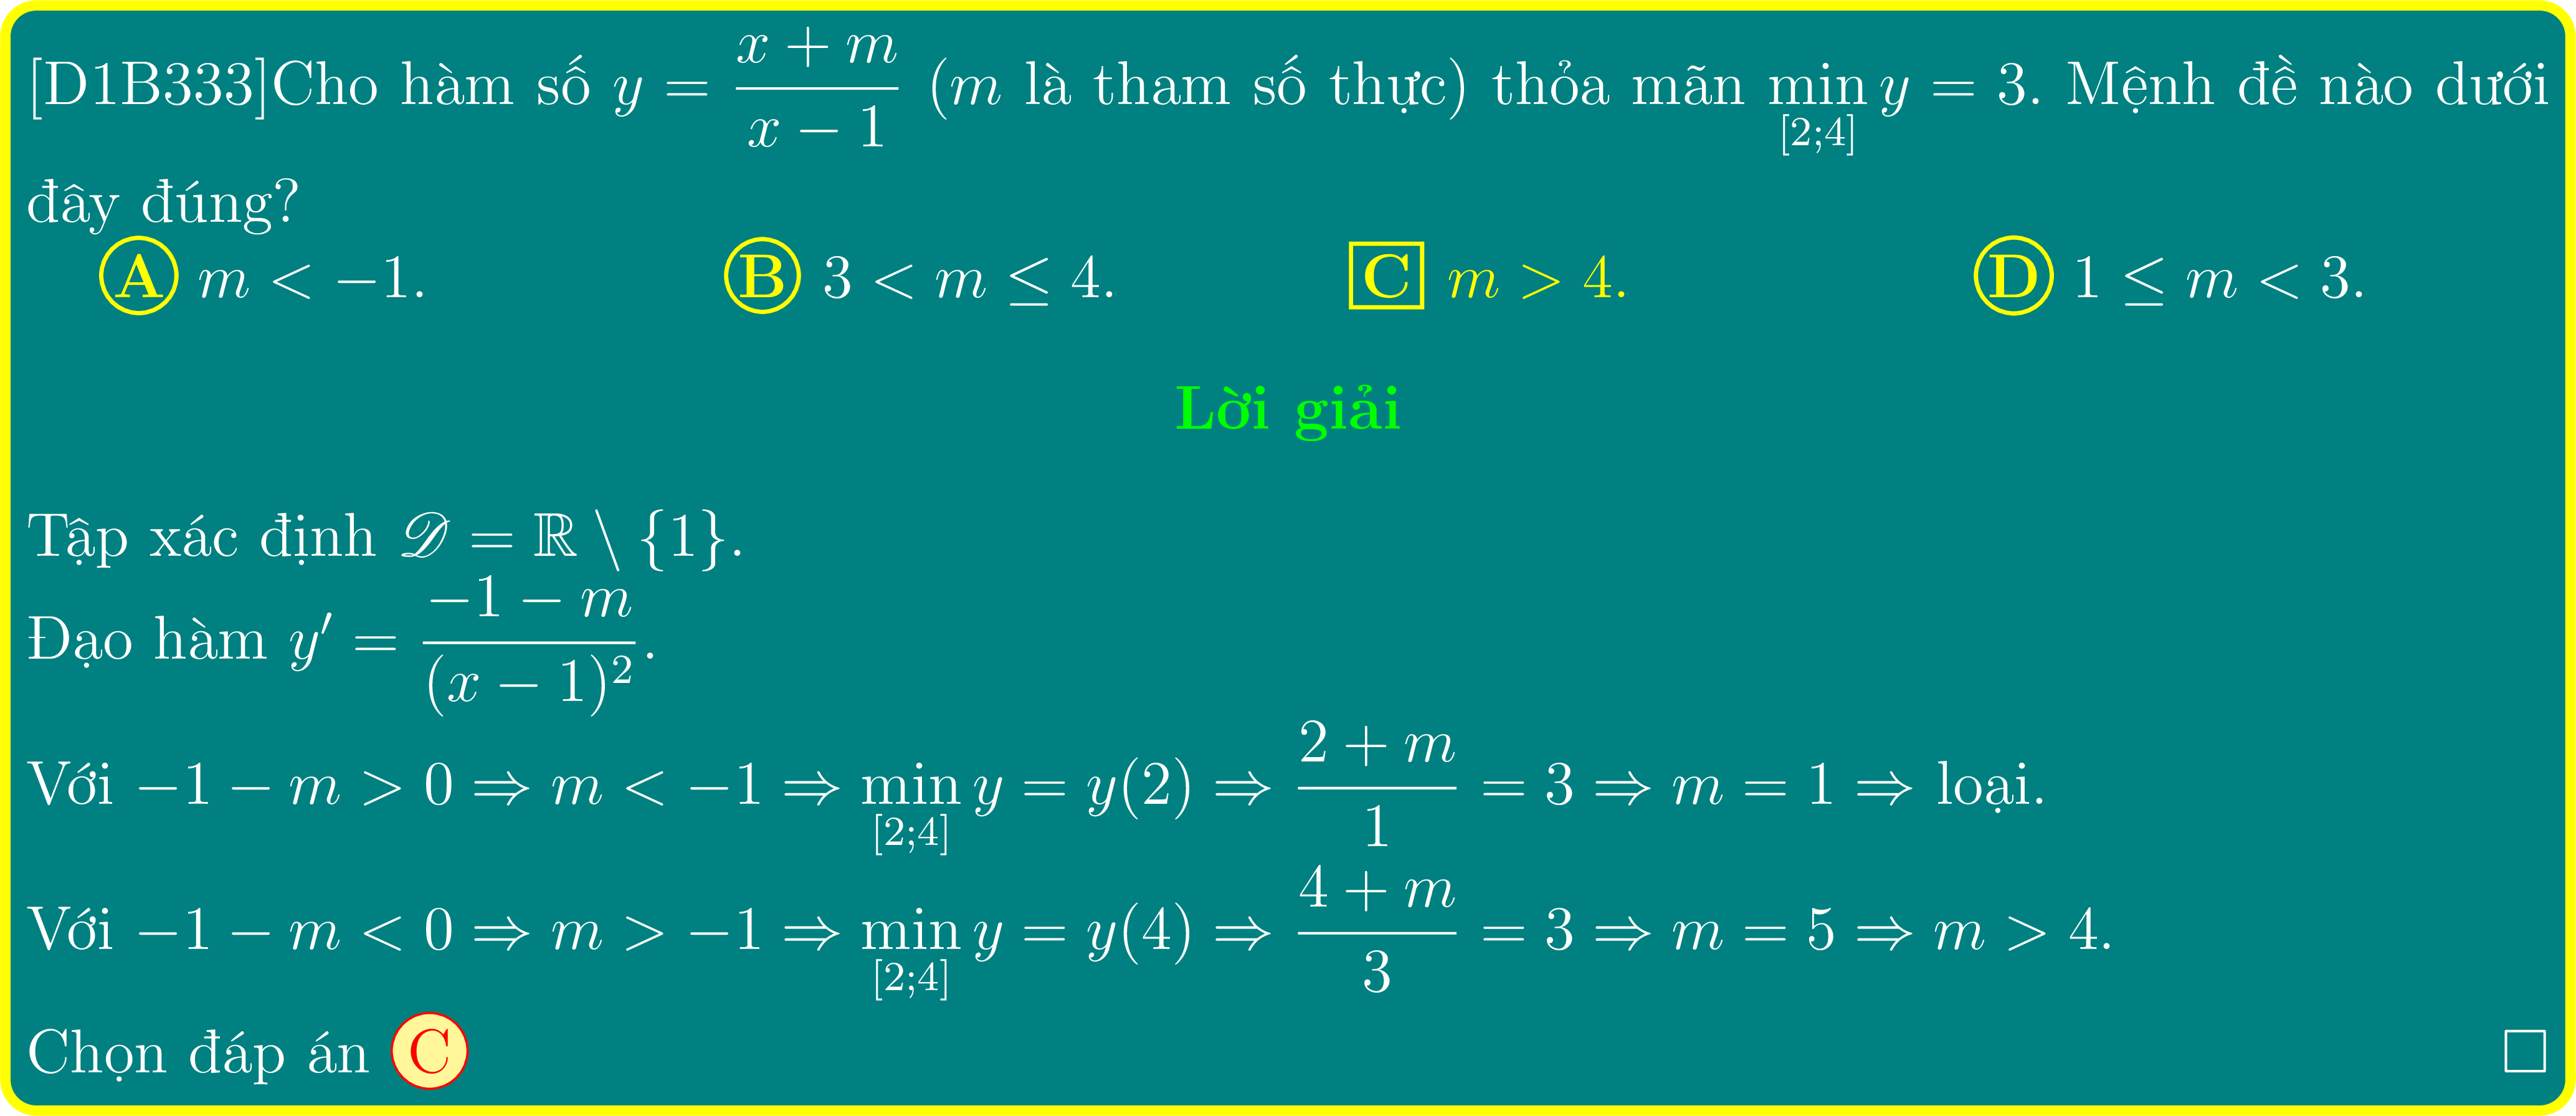 [D1B333]Cho hàm số $y = \dfrac{x+m}{x-1}$ ($m$ là tham số thực) thỏa mãn $\min\limits_{[2;4]} y = 3$. Mệnh đề nào dưới
đây đúng?
A $m < -1$. B $3 < m \leq 4$. C $m > 4$. D $1 \leq m < 3$.
Lời giải
Tập xác định $\mathscr{D} = \mathbb{R} \setminus \{1\}$.
Đạo hàm $y' = \dfrac{-1-m}{(x-1)^2}$.
Với $-1-m > 0 \Rightarrow m < -1 \Rightarrow \min\limits_{[2;4]} y = y(2) \Rightarrow \dfrac{2+m}{1} = 3 \Rightarrow m = 1 \Rightarrow$ loại.
Với $-1-m < 0 \Rightarrow m > -1 \Rightarrow \min\limits_{[2;4]} y = y(4) \Rightarrow \dfrac{4+m}{3} = 3 \Rightarrow m = 5 \Rightarrow m > 4$.
Chọn đáp án C □